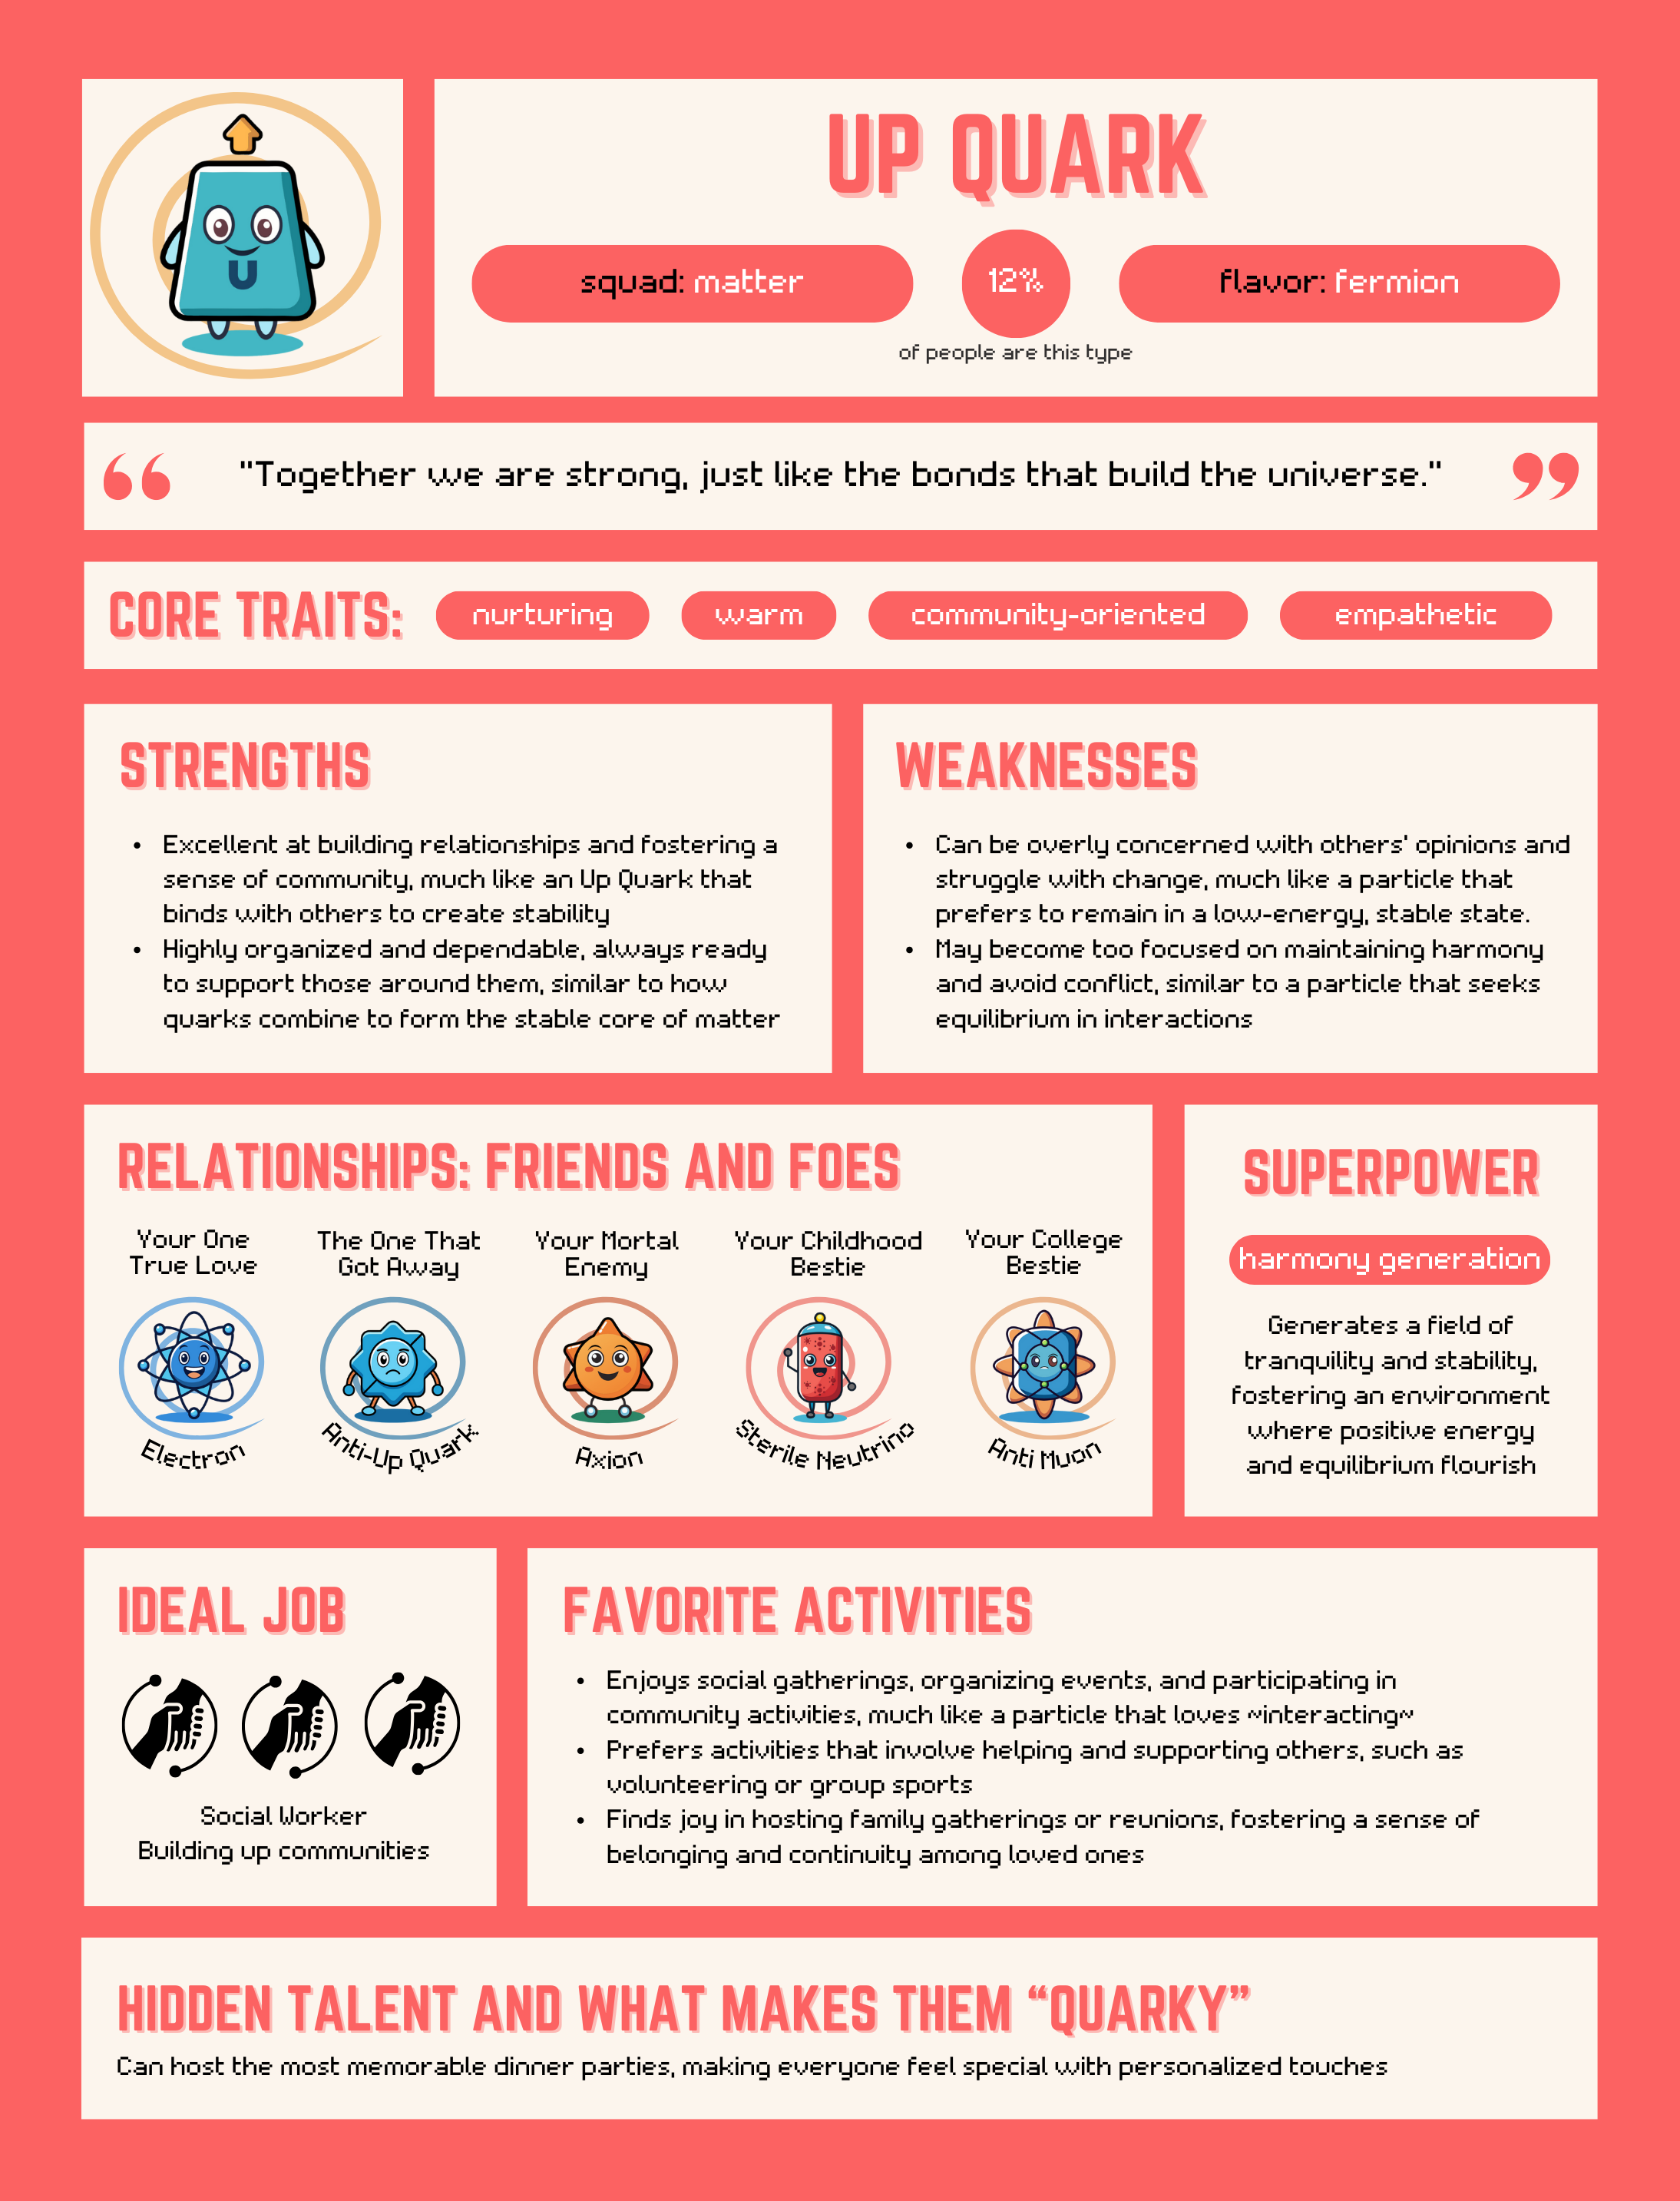 U
UP QUARK
squad: matter
12%
flavor: fermion
of people are this type
"Together we are strong, just like the bonds that build the universe."
CORE TRAITS:
nurturing
warm
community-oriented
empathetic
STRENGTHS
• Excellent at building relationships and fostering a
sense of community, much like an Up Quark that
binds with others to create stability
• Highly organized and dependable, always ready
to support those around them, similar to how
quarks combine to form the stable core of matter
WEAKNESSES
• Can be overly concerned with others' opinions and
struggle with change, much like a particle that
prefers to remain in a low-energy, stable state.
• May become too focused on maintaining harmony
and avoid conflict, similar to a particle that seeks
equilibrium in interactions
RELATIONSHIPS: FRIENDS AND FOES
Your One
True Love
Electron
The One That
Got Away
Anti-Up Quark
Your Mortal
Enemy
Axion
Your Childhood
Bestie
Sterile Neutrino
Your College
Bestie
Anti Muon
SUPERPOWER
harmony generation
Generates a field of
tranquility and stability,
fostering an environment
where positive energy
and equilibrium flourish
IDEAL JOB
Social Worker
Building up communities
FAVORITE ACTIVITIES
• Enjoys social gatherings, organizing events, and participating in
community activities, much like a particle that loves ~interacting~
• Prefers activities that involve helping and supporting others, such as
volunteering or group sports
• Finds joy in hosting family gatherings or reunions, fostering a sense of
belonging and continuity among loved ones
HIDDEN TALENT AND WHAT MAKES THEM “QUARKY”
Can host the most memorable dinner parties, making everyone feel special with personalized touches